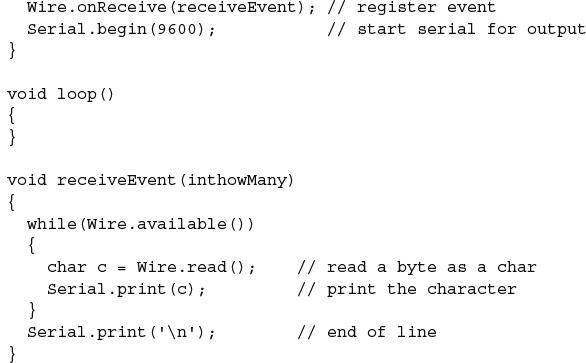 Wire.onReceive(receiveEvent); // register event
  Serial.begin(9600);           // start serial for output
}

void loop()
{
}

void receiveEvent(inthowMany)
{
  while(Wire.available())
  {
    char c = Wire.read();    // read a byte as a char
    Serial.print(c);         // print the character
  }
  Serial.print('\n');        // end of line
}